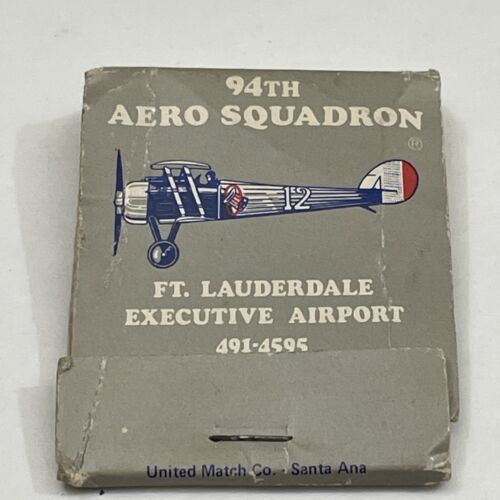 94TH
AERO SQUADRON
®
12
FT. LAUDERDALE
EXECUTIVE AIRPORT
491-4595
United Match Co. - Santa Ana